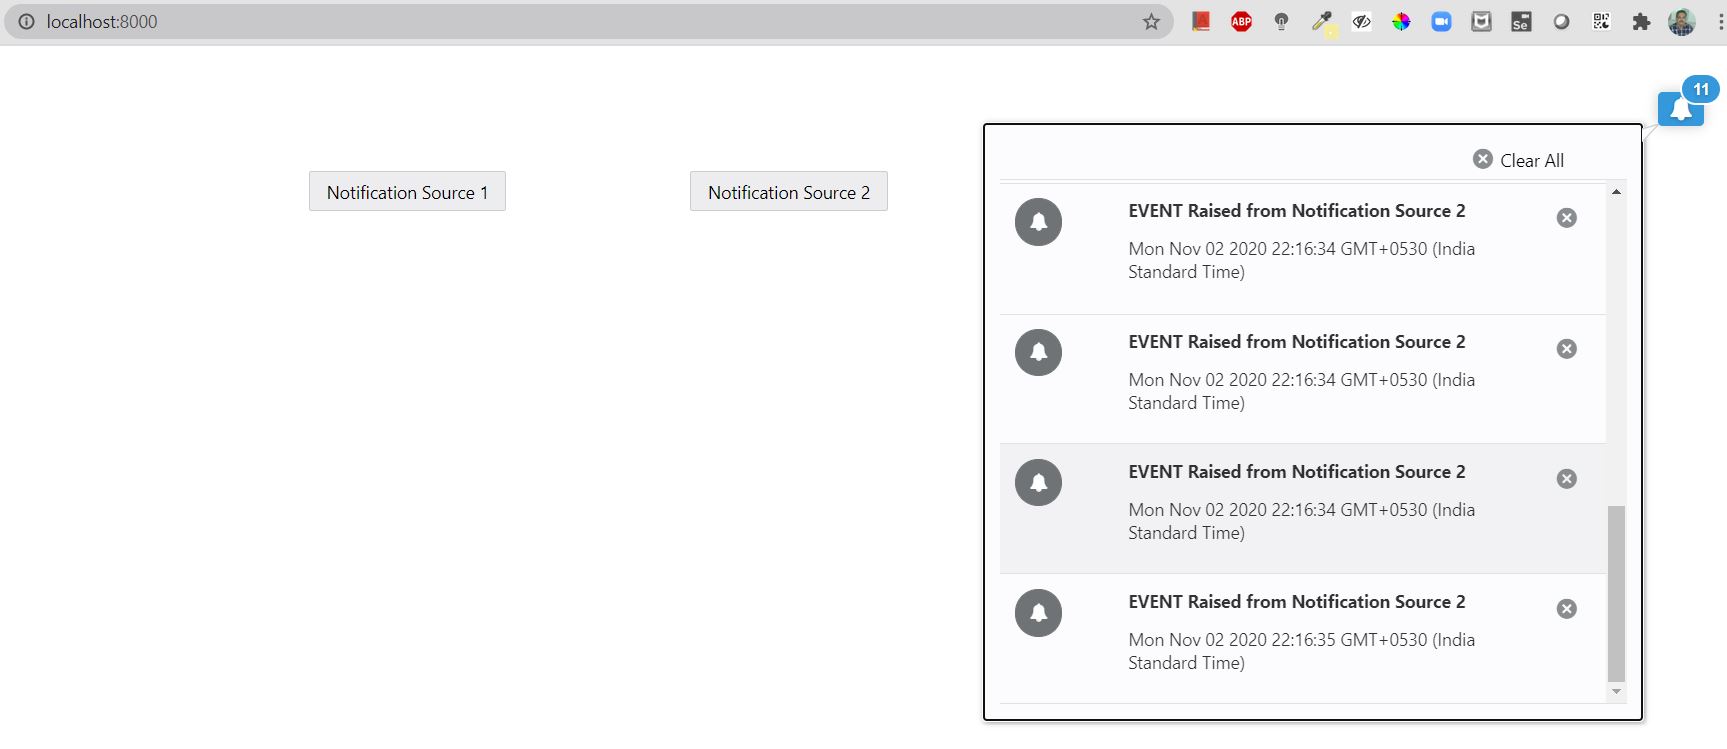 localhost:8000
ABP
Se
11
Notification Source 1
Notification Source 2
Clear All
EVENT Raised from Notification Source 2
Mon Nov 02 2020 22:16:34 GMT+0530 (India
Standard Time)
EVENT Raised from Notification Source 2
Mon Nov 02 2020 22:16:34 GMT+0530 (India
Standard Time)
EVENT Raised from Notification Source 2
Mon Nov 02 2020 22:16:34 GMT+0530 (India
Standard Time)
EVENT Raised from Notification Source 2
Mon Nov 02 2020 22:16:35 GMT+0530 (India
Standard Time)